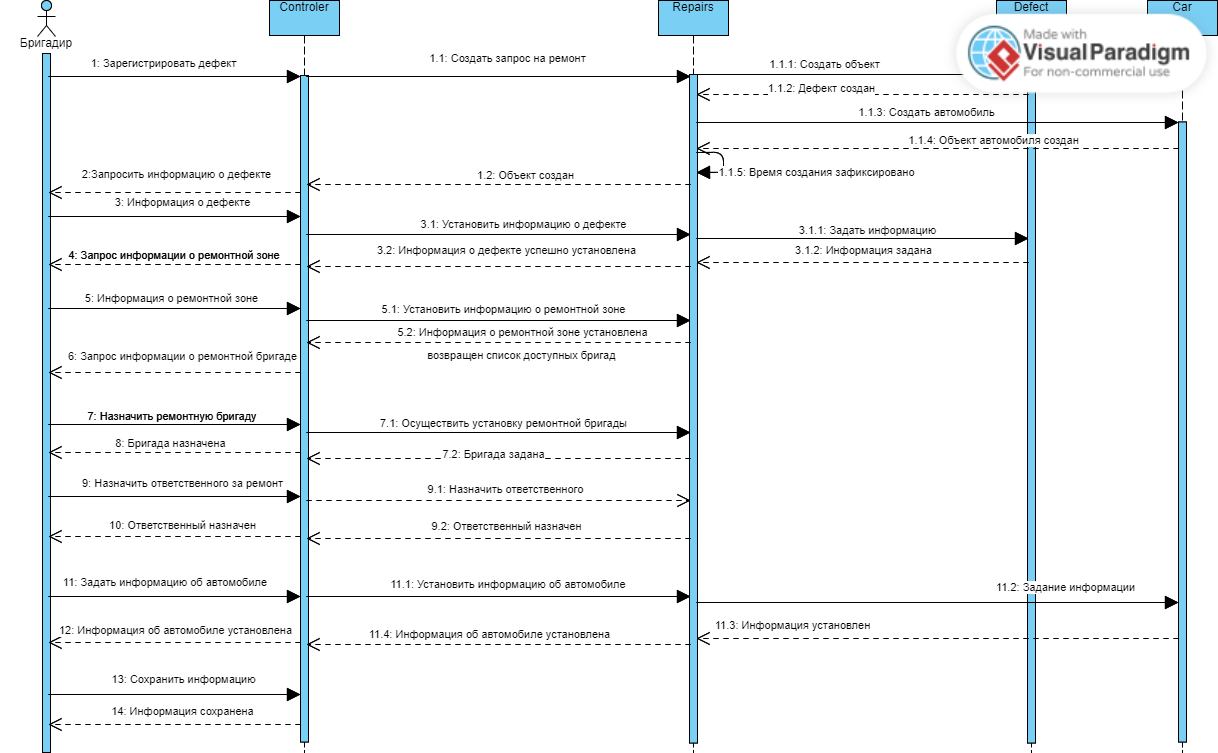 Controler
Repairs
Defect
Car
Made with
Visual Paradigm
For non-commercial use
Бригадир
1: Зарегистрировать дефект
1.1: Создать запрос на ремонт
1.1.1: Создать объект
1.1.2: Дефект создан
1.1.3: Создать автомобиль
1.1.4: Объект автомобиля создан
1.1.5: Время создания зафиксировано
1.2: Объект создан
2:Запросить информацию о дефекте
3: Информация о дефекте
3.1: Установить информацию о дефекте
3.1.1: Задать информацию
3.1.2: Информация задана
3.2: Информация о дефекте успешно установлена
4: Запрос информации о ремонтной зоне
5: Информация о ремонтной зоне
5.1: Установить информацию о ремонтной зоне
5.2: Информация о ремонтной зоне установлена
возвращен список доступных бригад
6: Запрос информации о ремонтной бригаде
7: Назначить ремонтную бригаду
7.1: Осуществить установку ремонтной бригады
8: Бригада назначена
7.2: Бригада задана
9: Назначить ответственного за ремонт
9.1: Назначить ответственного
10: Ответственный назначен
9.2: Ответственный назначен
11: Задать информацию об автомобиле
11.1: Установить информацию об автомобиле
11.2: Задание информации
11.3: Информация установлен
12: Информация об автомобиле установлена
11.4: Информация об автомобиле установлена
13: Сохранить информацию
14: Информация сохранена